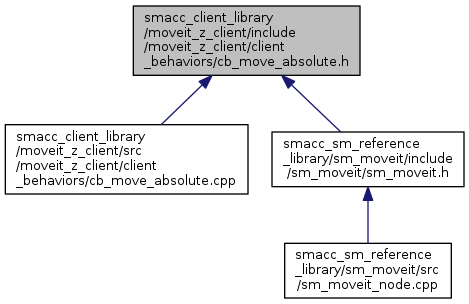 smacc_client_library
/moveit_z_client/include
/moveit_z_client/client
_behaviors/cb_move_absolute.h
smacc_client_library
/moveit_z_client/src
/moveit_z_client/client
_behaviors/cb_move_absolute.cpp
smacc_sm_reference
_library/sm_moveit/include
/sm_moveit/sm_moveit.h
smacc_sm_reference
_library/sm_moveit/src
/sm_moveit_node.cpp